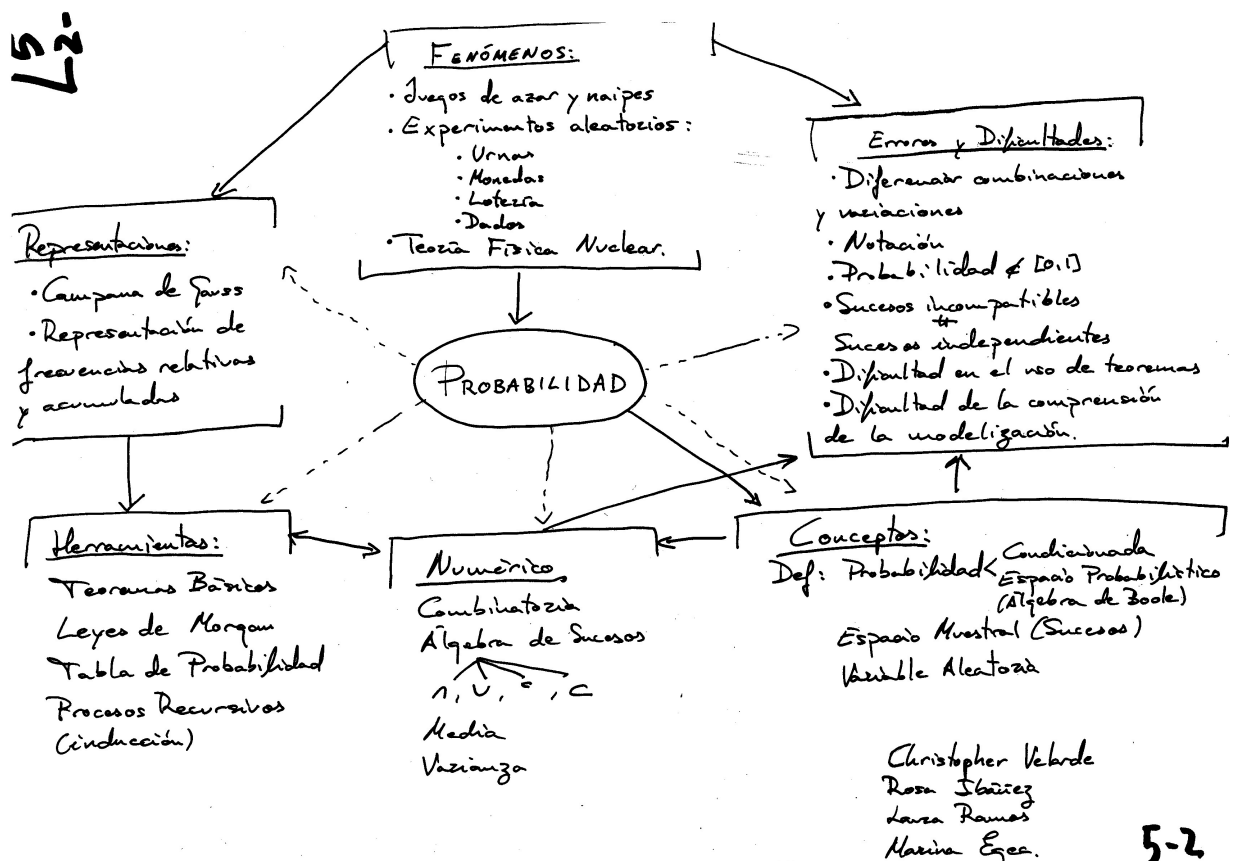 L5
2-
FENÓMENOS:
· Juegos de azar y naipes
· Experimentos aleatorios:
· Urnas
· Monedas
· Lotería
· Dados
· Teoría Física Nuclear.
Errores y Dificultades:
· Diferenciar combinaciones
y variaciones
· Notación
· Probabilidad ∉ [0,1]
· Sucesos incompatibles
#
Sucesos independientes
· Dificultad en el uso de teoremas
· Dificultad de la comprensión
de la modelización.
Representaciones:
· Campana de Gauss
· Representación de
frecuencias relativas
y acumuladas
PROBABILIDAD
Herramientas:
Teoremas Básicos
Leyes de Morgan
Tabla de Probabilidad
Procesos Recursivos
(inducción)
Numérico
Combinatoria
Álgebra de Sucesos
∩, ∪, c, ⊂
Media
Varianza
Conceptos:
Def: Probabilidad < Condicionada
Espacio Probabilístico
(Álgebra de Boole)
Espacio Muestral (Sucesos)
Variable Aleatoria
Christopher Velarde
Rosa Ibáñez
Laura Ramos
Marina Egea.
5-2